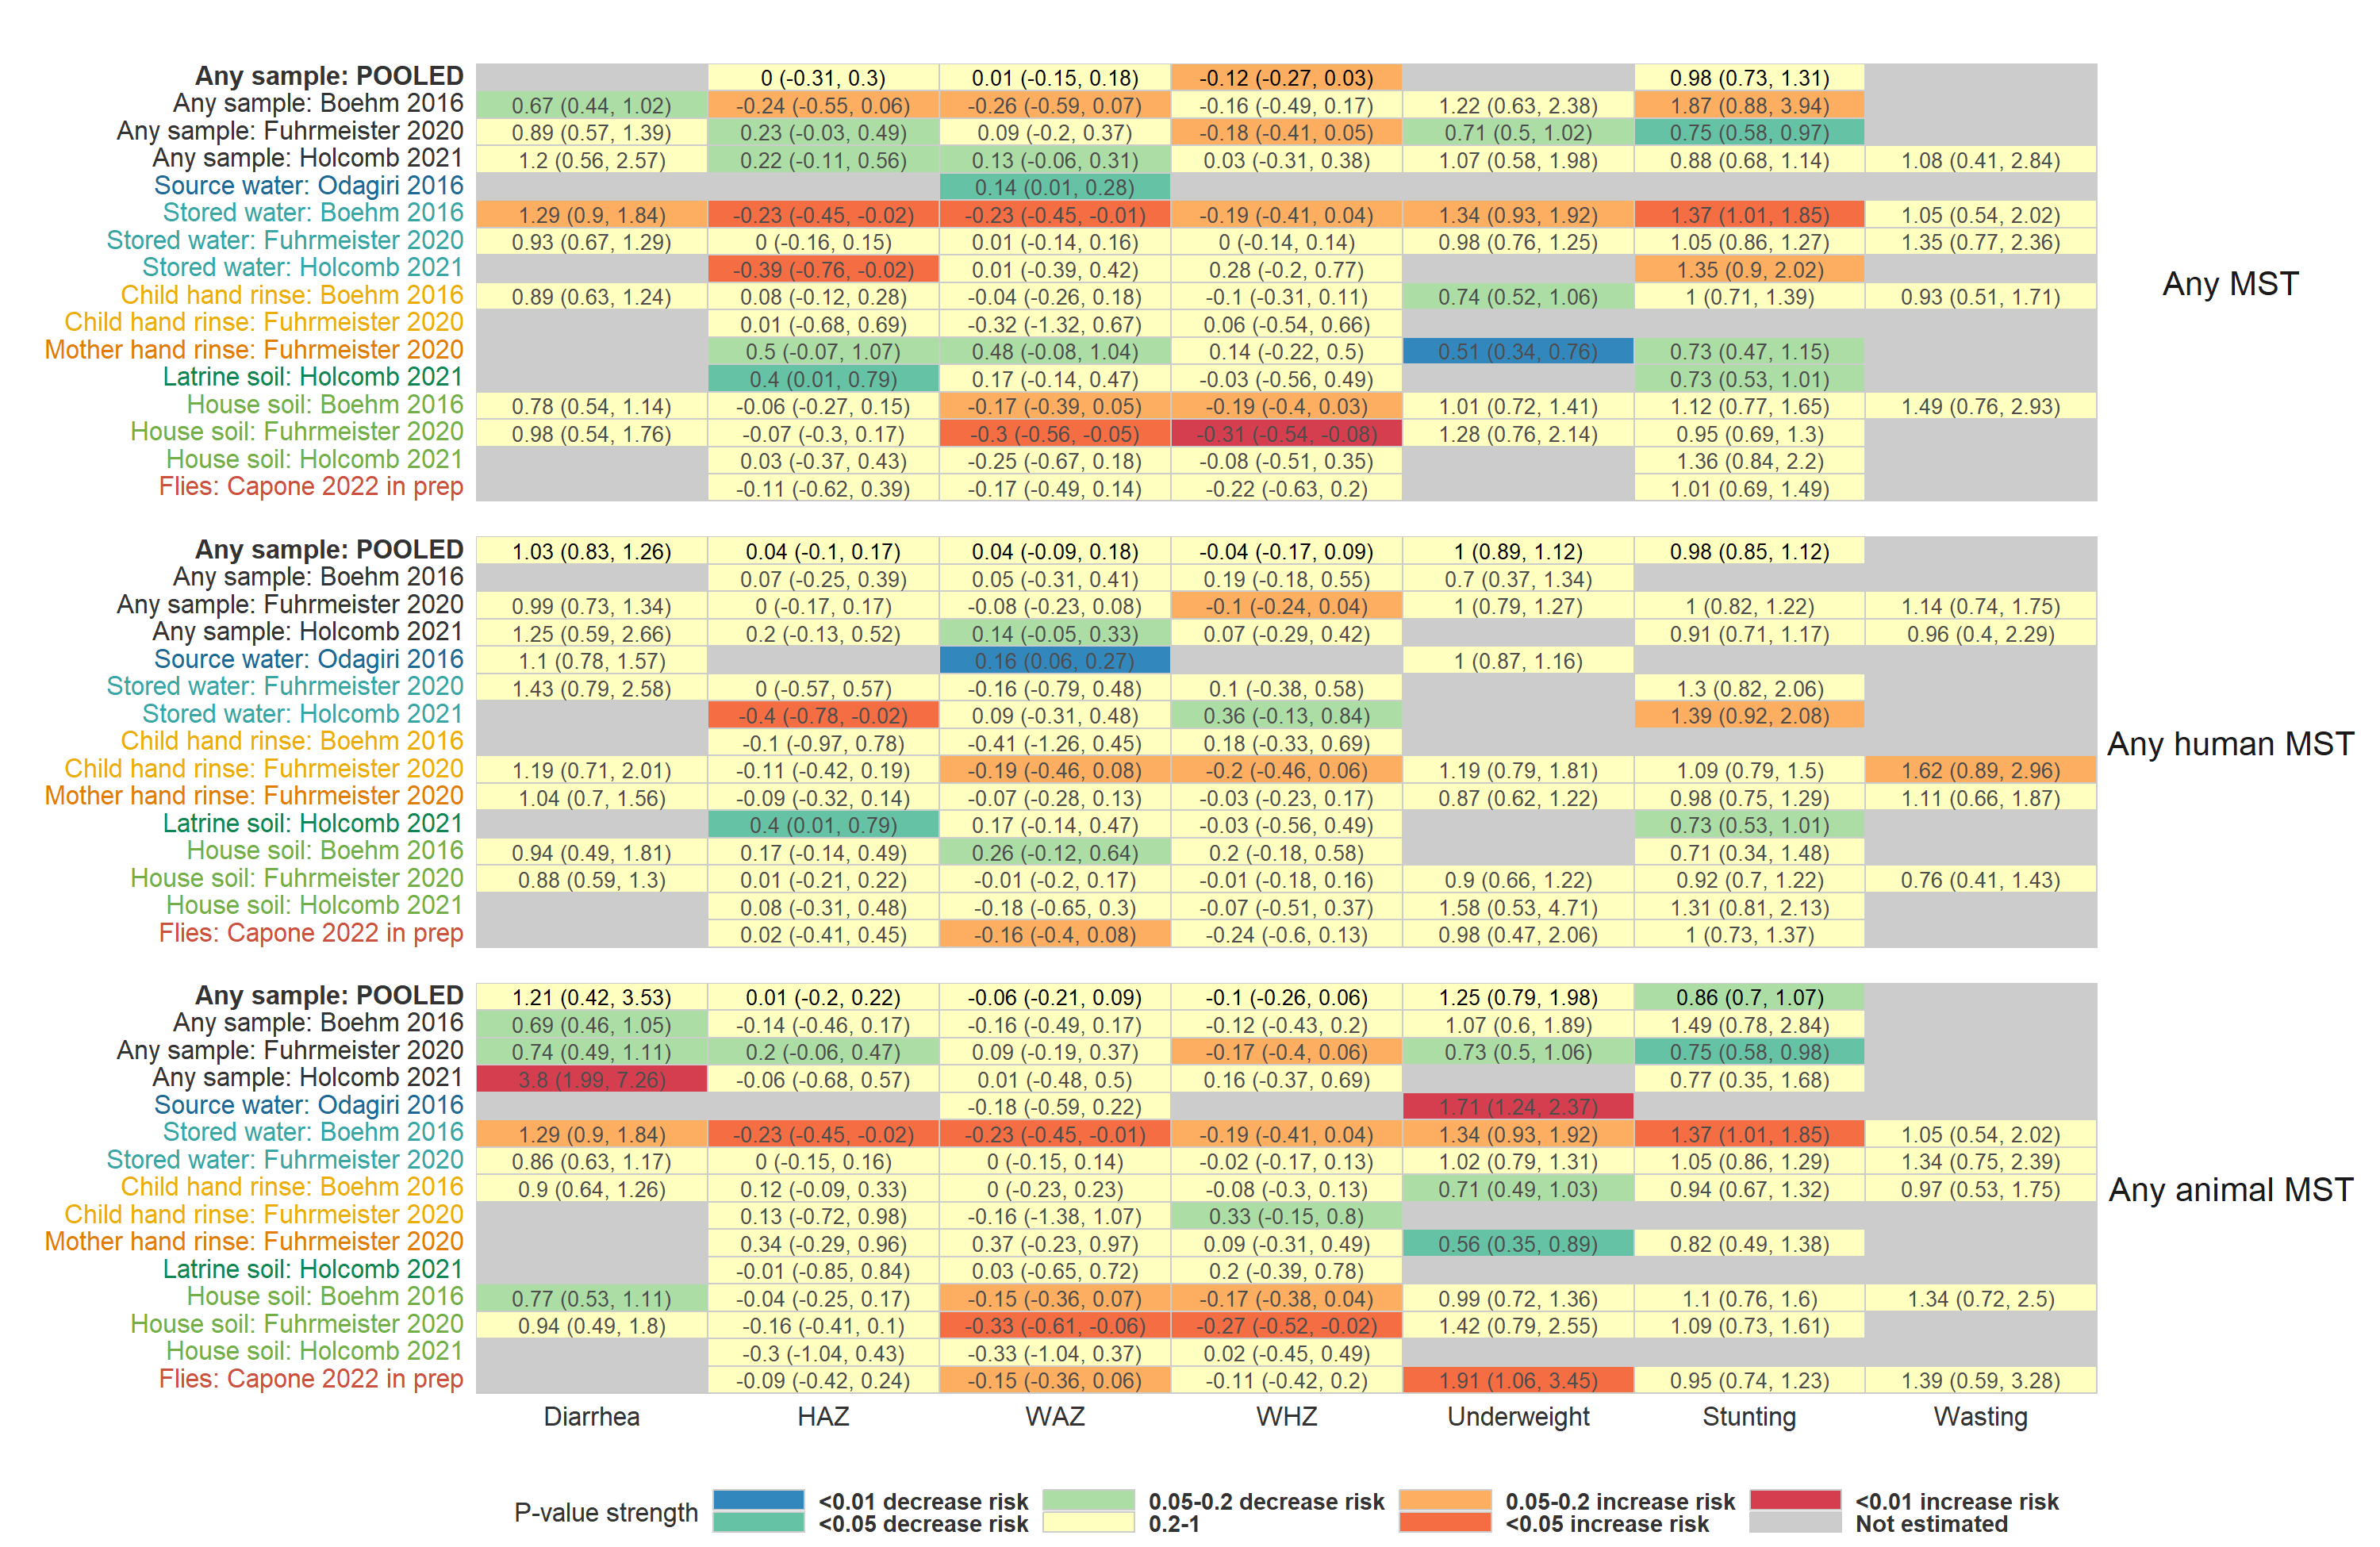 Any sample: POOLED 0 (-0.31, 0.3) 0.01 (-0.15, 0.18) -0.12 (-0.27, 0.03) 0.98 (0.73, 1.31)
Any sample: Boehm 2016 0.67 (0.44, 1.02) -0.24 (-0.55, 0.06) -0.26 (-0.59, 0.07) -0.16 (-0.49, 0.17) 1.22 (0.63, 2.38) 1.87 (0.88, 3.94)
Any sample: Fuhrmeister 2020 0.89 (0.57, 1.39) 0.23 (-0.03, 0.49) 0.09 (-0.2, 0.37) -0.18 (-0.41, 0.05) 0.71 (0.5, 1.02) 0.75 (0.58, 0.97)
Any sample: Holcomb 2021 1.2 (0.56, 2.57) 0.22 (-0.11, 0.56) 0.13 (-0.06, 0.31) 0.03 (-0.31, 0.38) 1.07 (0.58, 1.98) 0.88 (0.68, 1.14) 1.08 (0.41, 2.84)
Source water: Odagiri 2016 0.14 (0.01, 0.28)
Stored water: Boehm 2016 1.29 (0.9, 1.84) -0.23 (-0.45, -0.02) -0.23 (-0.45, -0.01) -0.19 (-0.41, 0.04) 1.34 (0.93, 1.92) 1.37 (1.01, 1.85) 1.05 (0.54, 2.02)
Stored water: Fuhrmeister 2020 0.93 (0.67, 1.29) 0 (-0.16, 0.15) 0.01 (-0.14, 0.16) 0 (-0.14, 0.14) 0.98 (0.76, 1.25) 1.05 (0.86, 1.27) 1.35 (0.77, 2.36)
Stored water: Holcomb 2021 -0.39 (-0.76, -0.02) 0.01 (-0.39, 0.42) 0.28 (-0.2, 0.77) 1.35 (0.9, 2.02)
Any MST
Child hand rinse: Boehm 2016 0.89 (0.63, 1.24) 0.08 (-0.12, 0.28) -0.04 (-0.26, 0.18) -0.1 (-0.31, 0.11) 0.74 (0.52, 1.06) 1 (0.71, 1.39) 0.93 (0.51, 1.71)
Child hand rinse: Fuhrmeister 2020 0.01 (-0.68, 0.69) -0.32 (-1.32, 0.67) 0.06 (-0.54, 0.66)
Mother hand rinse: Fuhrmeister 2020 0.5 (-0.07, 1.07) 0.48 (-0.08, 1.04) 0.14 (-0.22, 0.5) 0.51 (0.34, 0.76) 0.73 (0.47, 1.15)
Latrine soil: Holcomb 2021 0.4 (0.01, 0.79) 0.17 (-0.14, 0.47) -0.03 (-0.56, 0.49) 0.73 (0.53, 1.01)
House soil: Boehm 2016 0.78 (0.54, 1.14) -0.06 (-0.27, 0.15) -0.17 (-0.39, 0.05) -0.19 (-0.4, 0.03) 1.01 (0.72, 1.41) 1.12 (0.77, 1.65) 1.49 (0.76, 2.93)
House soil: Fuhrmeister 2020 0.98 (0.54, 1.76) -0.07 (-0.3, 0.17) -0.3 (-0.56, -0.05) -0.31 (-0.54, -0.08) 1.28 (0.76, 2.14) 0.95 (0.69, 1.3)
House soil: Holcomb 2021 0.03 (-0.37, 0.43) -0.25 (-0.67, 0.18) -0.08 (-0.51, 0.35) 1.36 (0.84, 2.2)
Flies: Capone 2022 in prep -0.11 (-0.62, 0.39) -0.17 (-0.49, 0.14) -0.22 (-0.63, 0.2) 1.01 (0.69, 1.49)
Any sample: POOLED 1.03 (0.83, 1.26) 0.04 (-0.1, 0.17) 0.04 (-0.09, 0.18) -0.04 (-0.17, 0.09) 1 (0.89, 1.12) 0.98 (0.85, 1.12)
Any sample: Boehm 2016 0.07 (-0.25, 0.39) 0.05 (-0.31, 0.41) 0.19 (-0.18, 0.55) 0.7 (0.37, 1.34)
Any sample: Fuhrmeister 2020 0.99 (0.73, 1.34) 0 (-0.17, 0.17) -0.08 (-0.23, 0.08) -0.1 (-0.24, 0.04) 1 (0.79, 1.27) 1 (0.82, 1.22) 1.14 (0.74, 1.75)
Any sample: Holcomb 2021 1.25 (0.59, 2.66) 0.2 (-0.13, 0.52) 0.14 (-0.05, 0.33) 0.07 (-0.29, 0.42) 0.91 (0.71, 1.17) 0.96 (0.4, 2.29)
Source water: Odagiri 2016 1.1 (0.78, 1.57) 0.16 (0.06, 0.27) 1 (0.87, 1.16)
Stored water: Fuhrmeister 2020 1.43 (0.79, 2.58) 0 (-0.57, 0.57) -0.16 (-0.79, 0.48) 0.1 (-0.38, 0.58) 1.3 (0.82, 2.06)
Stored water: Holcomb 2021 -0.4 (-0.78, -0.02) 0.09 (-0.31, 0.48) 0.36 (-0.13, 0.84) 1.39 (0.92, 2.08)
Child hand rinse: Boehm 2016 -0.1 (-0.97, 0.78) -0.41 (-1.26, 0.45) 0.18 (-0.33, 0.69)
Any human MST
Child hand rinse: Fuhrmeister 2020 1.19 (0.71, 2.01) -0.11 (-0.42, 0.19) -0.19 (-0.46, 0.08) -0.2 (-0.46, 0.06) 1.19 (0.79, 1.81) 1.09 (0.79, 1.5) 1.62 (0.89, 2.96)
Mother hand rinse: Fuhrmeister 2020 1.04 (0.7, 1.56) -0.09 (-0.32, 0.14) -0.07 (-0.28, 0.13) -0.03 (-0.23, 0.17) 0.87 (0.62, 1.22) 0.98 (0.75, 1.29) 1.11 (0.66, 1.87)
Latrine soil: Holcomb 2021 0.4 (0.01, 0.79) 0.17 (-0.14, 0.47) -0.03 (-0.56, 0.49) 0.73 (0.53, 1.01)
House soil: Boehm 2016 0.94 (0.49, 1.81) 0.17 (-0.14, 0.49) 0.26 (-0.12, 0.64) 0.2 (-0.18, 0.58) 0.71 (0.34, 1.48)
House soil: Fuhrmeister 2020 0.88 (0.59, 1.3) 0.01 (-0.21, 0.22) -0.01 (-0.2, 0.17) -0.01 (-0.18, 0.16) 0.9 (0.66, 1.22) 0.92 (0.7, 1.22) 0.76 (0.41, 1.43)
House soil: Holcomb 2021 0.08 (-0.31, 0.48) -0.18 (-0.65, 0.3) -0.07 (-0.51, 0.37) 1.58 (0.53, 4.71) 1.31 (0.81, 2.13)
Flies: Capone 2022 in prep 0.02 (-0.41, 0.45) -0.16 (-0.4, 0.08) -0.24 (-0.6, 0.13) 0.98 (0.47, 2.06) 1 (0.73, 1.37)
Any sample: POOLED 1.21 (0.42, 3.53) 0.01 (-0.2, 0.22) -0.06 (-0.21, 0.09) -0.1 (-0.26, 0.06) 1.25 (0.79, 1.98) 0.86 (0.7, 1.07)
Any sample: Boehm 2016 0.69 (0.46, 1.05) -0.14 (-0.46, 0.17) -0.16 (-0.49, 0.17) -0.12 (-0.43, 0.2) 1.07 (0.6, 1.89) 1.49 (0.78, 2.84)
Any sample: Fuhrmeister 2020 0.74 (0.49, 1.11) 0.2 (-0.06, 0.47) 0.09 (-0.19, 0.37) -0.17 (-0.4, 0.06) 0.73 (0.5, 1.06) 0.75 (0.58, 0.98)
Any sample: Holcomb 2021 3.8 (1.99, 7.26) -0.06 (-0.68, 0.57) 0.01 (-0.48, 0.5) 0.16 (-0.37, 0.69) 0.77 (0.35, 1.68)
Source water: Odagiri 2016 -0.18 (-0.59, 0.22) 1.71 (1.24, 2.37)
Stored water: Boehm 2016 1.29 (0.9, 1.84) -0.23 (-0.45, -0.02) -0.23 (-0.45, -0.01) -0.19 (-0.41, 0.04) 1.34 (0.93, 1.92) 1.37 (1.01, 1.85) 1.05 (0.54, 2.02)
Stored water: Fuhrmeister 2020 0.86 (0.63, 1.17) 0 (-0.15, 0.16) 0 (-0.15, 0.14) -0.02 (-0.17, 0.13) 1.02 (0.79, 1.31) 1.05 (0.86, 1.29) 1.34 (0.75, 2.39)
Child hand rinse: Boehm 2016 0.9 (0.64, 1.26) 0.12 (-0.09, 0.33) 0 (-0.23, 0.23) -0.08 (-0.3, 0.13) 0.71 (0.49, 1.03) 0.94 (0.67, 1.32) 0.97 (0.53, 1.75)
Any animal MST
Child hand rinse: Fuhrmeister 2020 0.13 (-0.72, 0.98) -0.16 (-1.38, 1.07) 0.33 (-0.15, 0.8)
Mother hand rinse: Fuhrmeister 2020 0.34 (-0.29, 0.96) 0.37 (-0.23, 0.97) 0.09 (-0.31, 0.49) 0.56 (0.35, 0.89) 0.82 (0.49, 1.38)
Latrine soil: Holcomb 2021 -0.01 (-0.85, 0.84) 0.03 (-0.65, 0.72) 0.2 (-0.39, 0.78)
House soil: Boehm 2016 0.77 (0.53, 1.11) -0.04 (-0.25, 0.17) -0.15 (-0.36, 0.07) -0.17 (-0.38, 0.04) 0.99 (0.72, 1.36) 1.1 (0.76, 1.6) 1.34 (0.72, 2.5)
House soil: Fuhrmeister 2020 0.94 (0.49, 1.8) -0.16 (-0.41, 0.1) -0.33 (-0.61, -0.06) -0.27 (-0.52, -0.02) 1.42 (0.79, 2.55) 1.09 (0.73, 1.61)
House soil: Holcomb 2021 -0.3 (-1.04, 0.43) -0.33 (-1.04, 0.37) 0.02 (-0.45, 0.49)
Flies: Capone 2022 in prep -0.09 (-0.42, 0.24) -0.15 (-0.36, 0.06) -0.11 (-0.42, 0.2) 1.91 (1.06, 3.45) 0.95 (0.74, 1.23) 1.39 (0.59, 3.28)
Diarrhea HAZ WAZ WHZ Underweight Stunting Wasting
P-value strength
<0.01 decrease risk 0.05-0.2 decrease risk 0.05-0.2 increase risk <0.01 increase risk
<0.05 decrease risk 0.2-1 <0.05 increase risk Not estimated